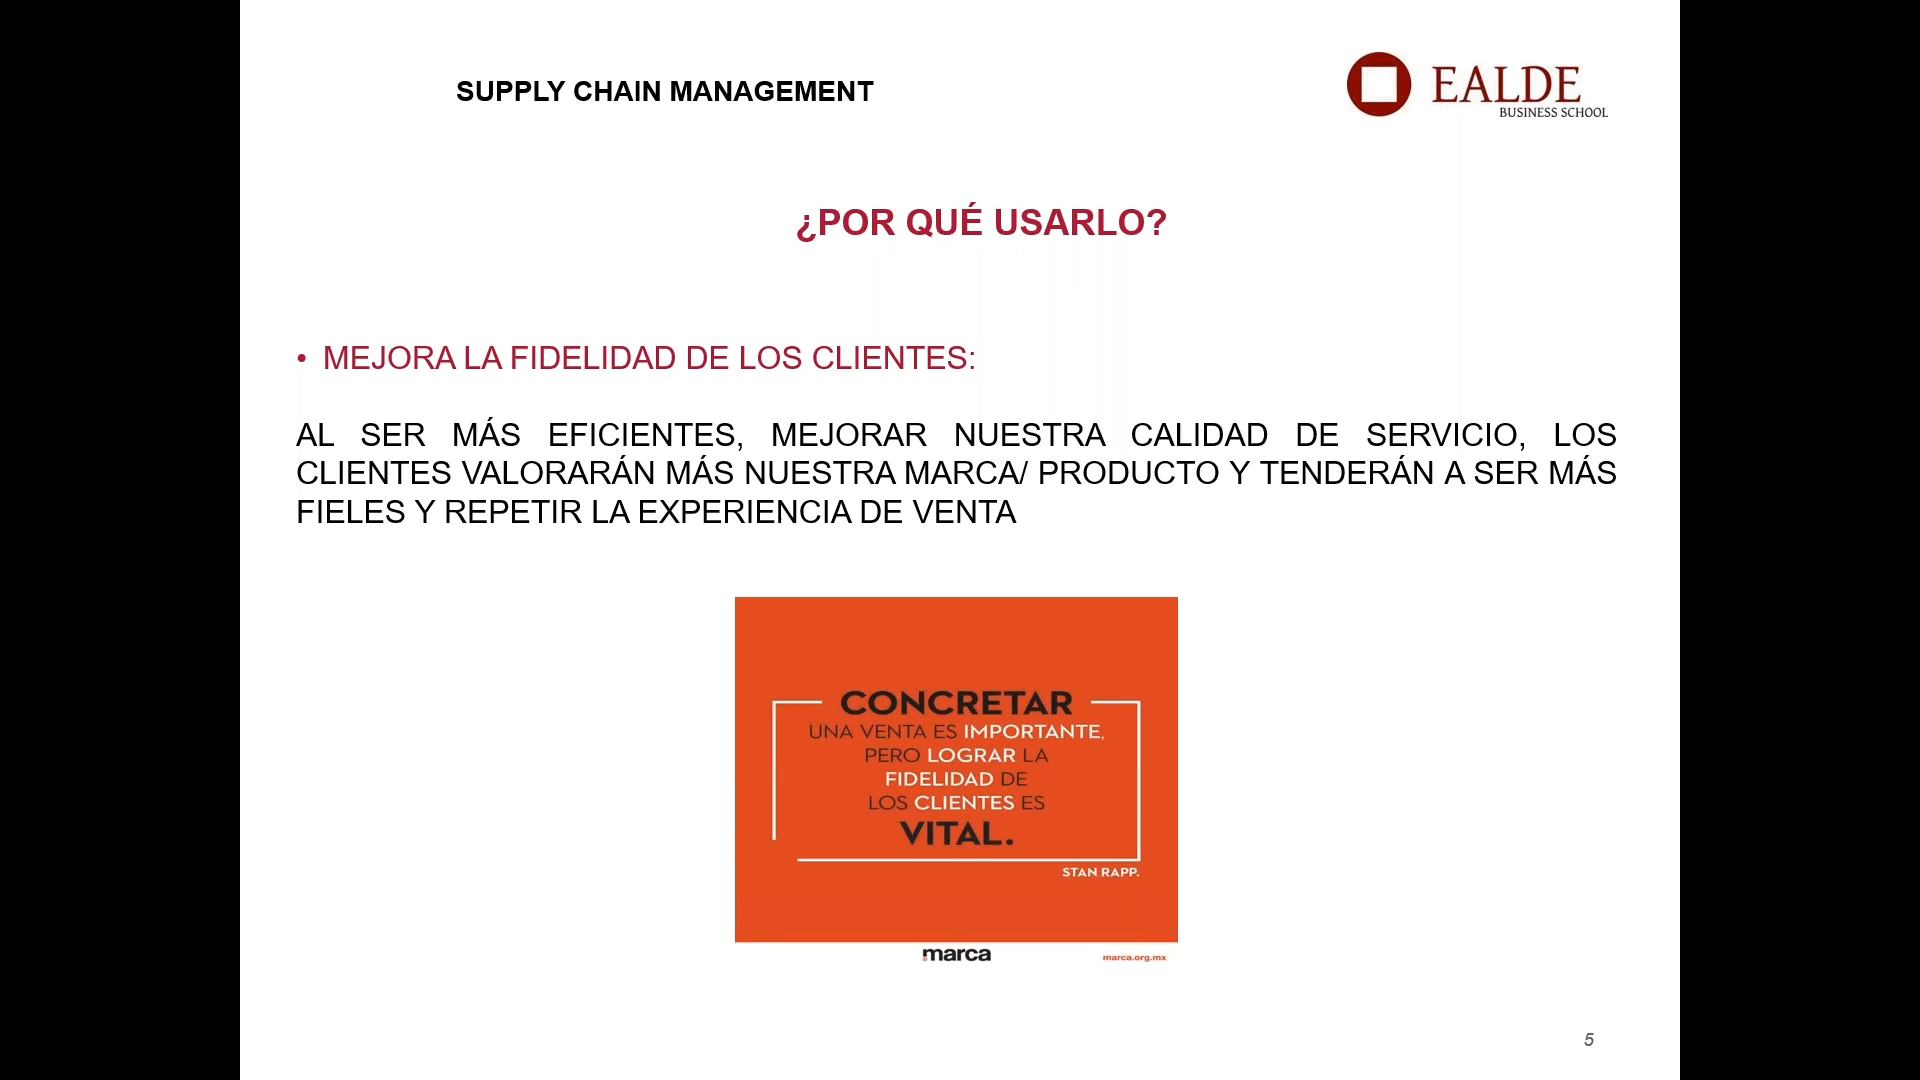 SUPPLY CHAIN MANAGEMENT
EALDE
BUSINESS SCHOOL
¿POR QUÉ USARLO?
• MEJORA LA FIDELIDAD DE LOS CLIENTES:
AL SER MÁS EFICIENTES, MEJORAR NUESTRA CALIDAD DE SERVICIO, LOS
CLIENTES VALORARÁN MÁS NUESTRA MARCA/ PRODUCTO Y TENDERÁN A SER MÁS
FIELES Y REPETIR LA EXPERIENCIA DE VENTA
CONCRETAR
UNA VENTA ES IMPORTANTE,
PERO LOGRAR LA
FIDELIDAD DE
LOS CLIENTES ES
VITAL.
STAN RAPP.
marca
marca.org.mx
5